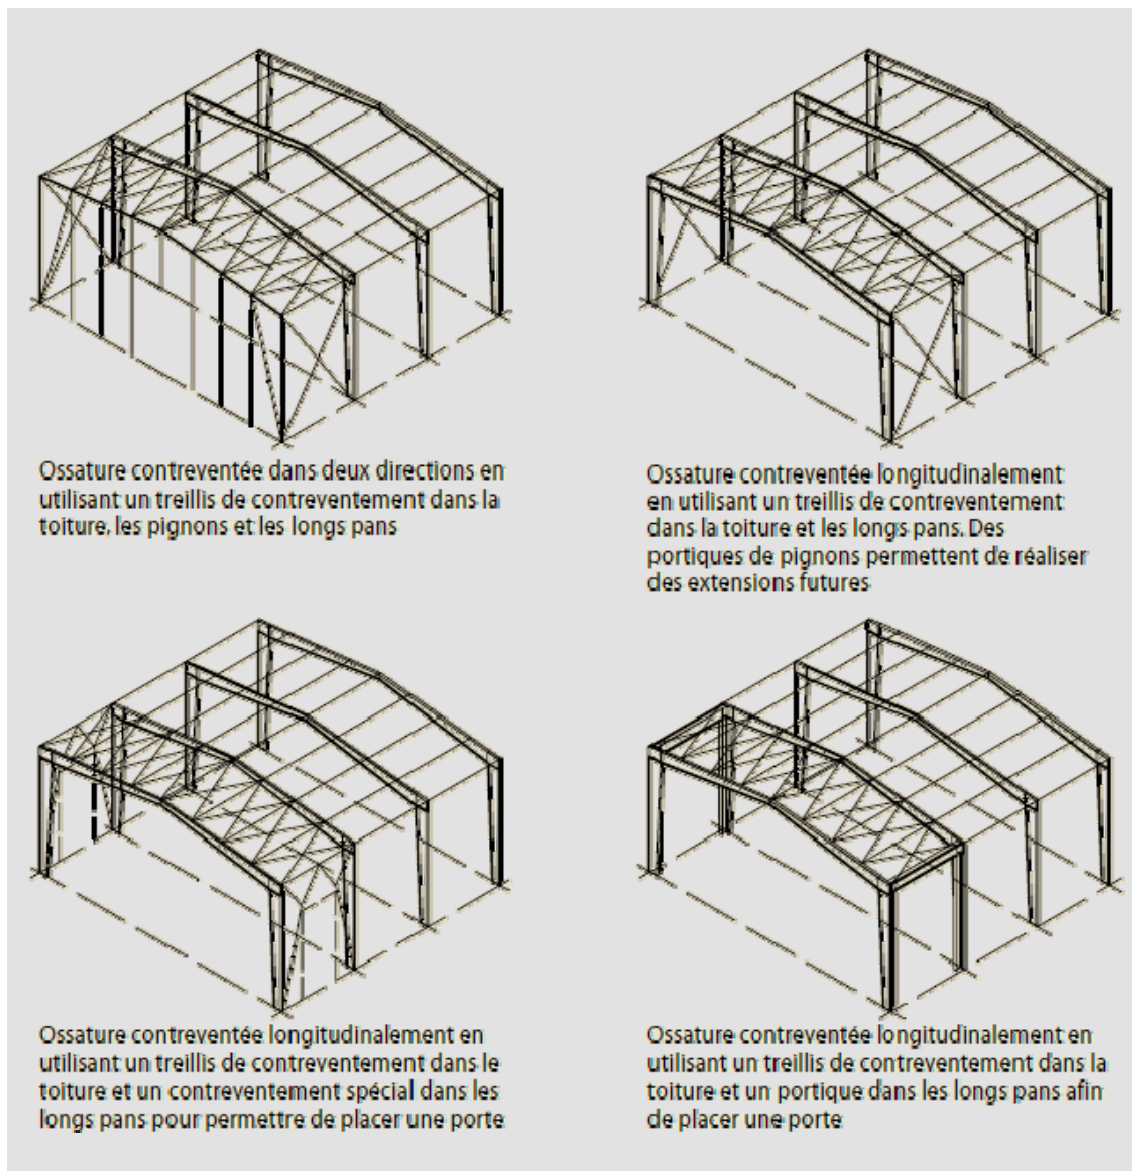 Ossature contreventée dans deux directions en
utilisant un treillis de contreventement dans la
toiture, les pignons et les longs pans
Ossature contreventée longitudinalement
en utilisant un treillis de contreventement
dans la toiture et les longs pans. Des
portiques de pignons permettent de réaliser
des extensions futures
Ossature contreventée longitudinalement en
utilisant un treillis de contreventement dans le
toiture et un contreventement spécial dans les
longs pans pour permettre de placer une porte
Ossature contreventée longitudinalement en
utilisant un treillis de contreventement dans la
toiture et un portique dans les longs pans afin
de placer une porte